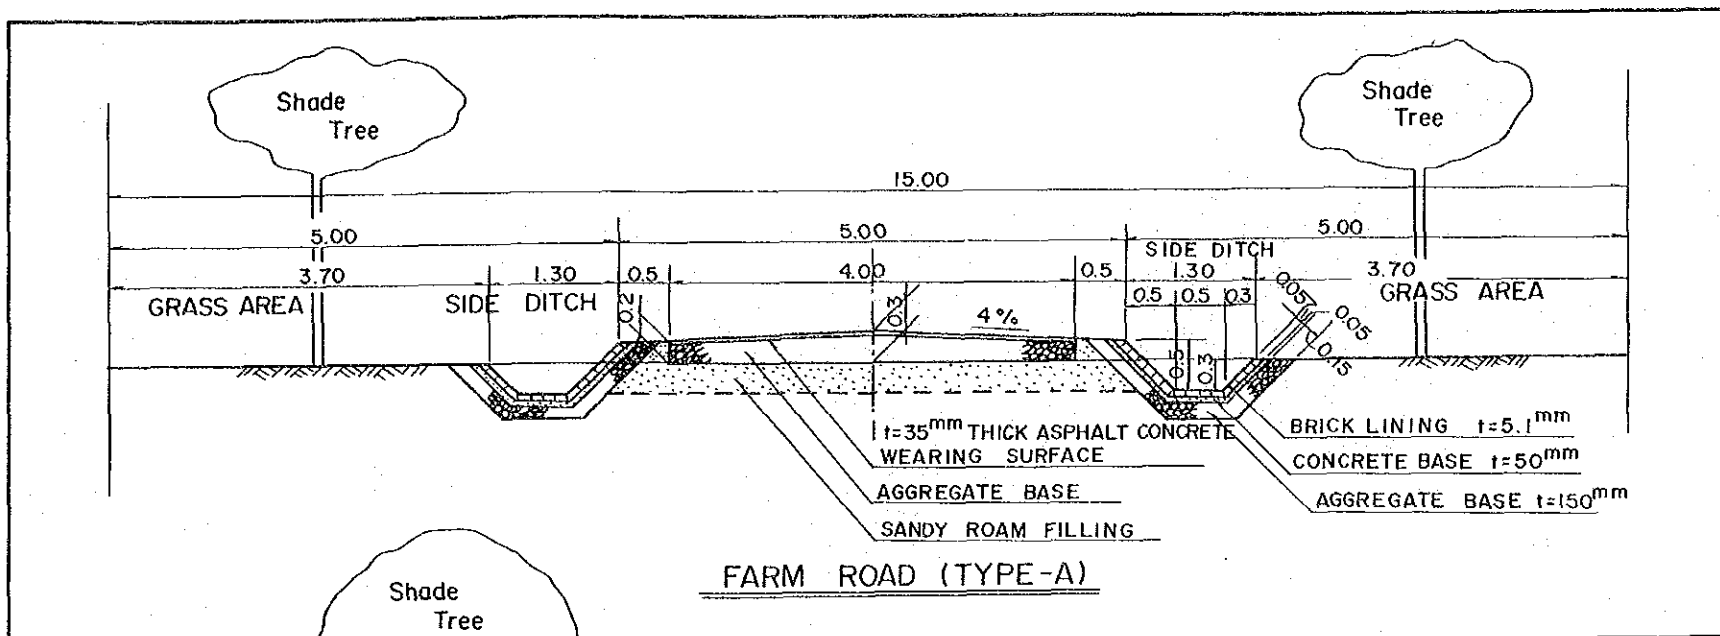 Shade
Tree
Shade
Tree
15.00
5.00
5.00
5.00
SIDE DITCH
3.70
1.30
0.5
4.00
0.5
1.30
3.70
GRASS AREA
SIDE DITCH
0.2
0.3
4%
0.5
0.5
0.3
GRASS AREA
0.057
0.05
0.15
0.5
0.3
t=35mm THICK ASPHALT CONCRETE
WEARING SURFACE
AGGREGATE BASE
SANDY ROAM FILLING
BRICK LINING t=5.1mm
CONCRETE BASE t=50mm
AGGREGATE BASE t=150mm
FARM ROAD (TYPE-A)
Shade
Tree